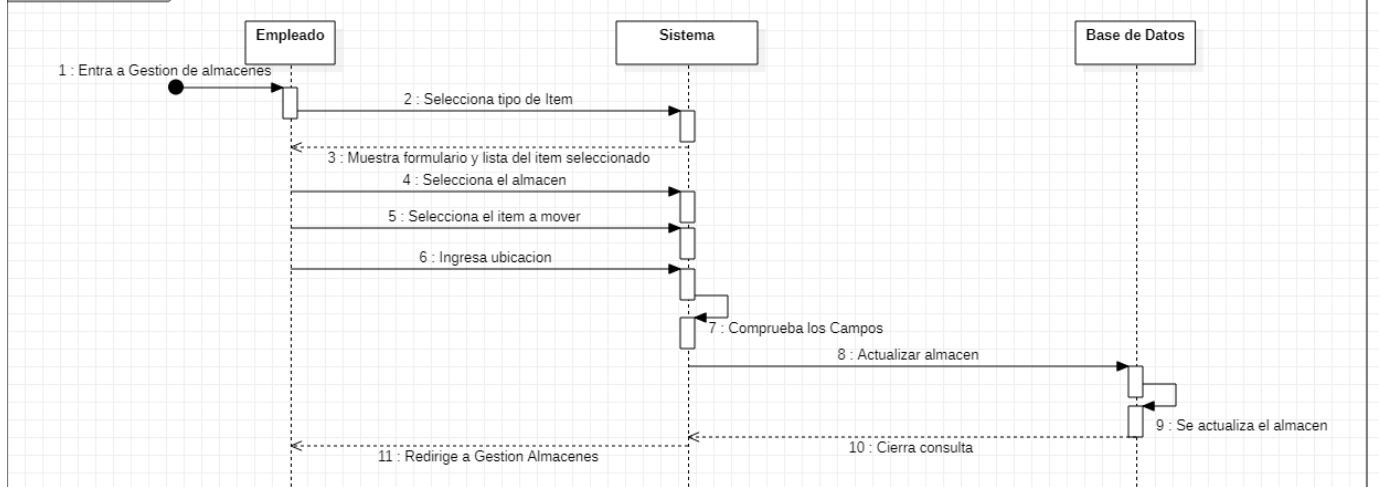 Empleado
Sistema
Base de Datos
1 : Entra a Gestion de almacenes
2 : Selecciona tipo de Item
3 : Muestra formulario y lista del item seleccionado
4 : Selecciona el almacen
5 : Selecciona el item a mover
6 : Ingresa ubicacion
7 : Comprueba los Campos
8 : Actualizar almacen
9 : Se actualiza el almacen
10 : Cierra consulta
11 : Redirige a Gestion Almacenes